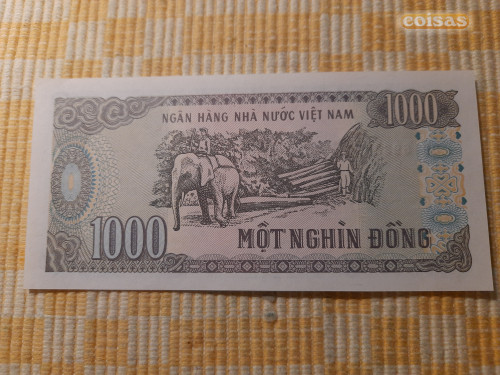 coisas
NGÂN HÀNG NHÀ NƯỚC VIỆT NAM
1000
1000
MỘT NGHÌN ĐỒNG